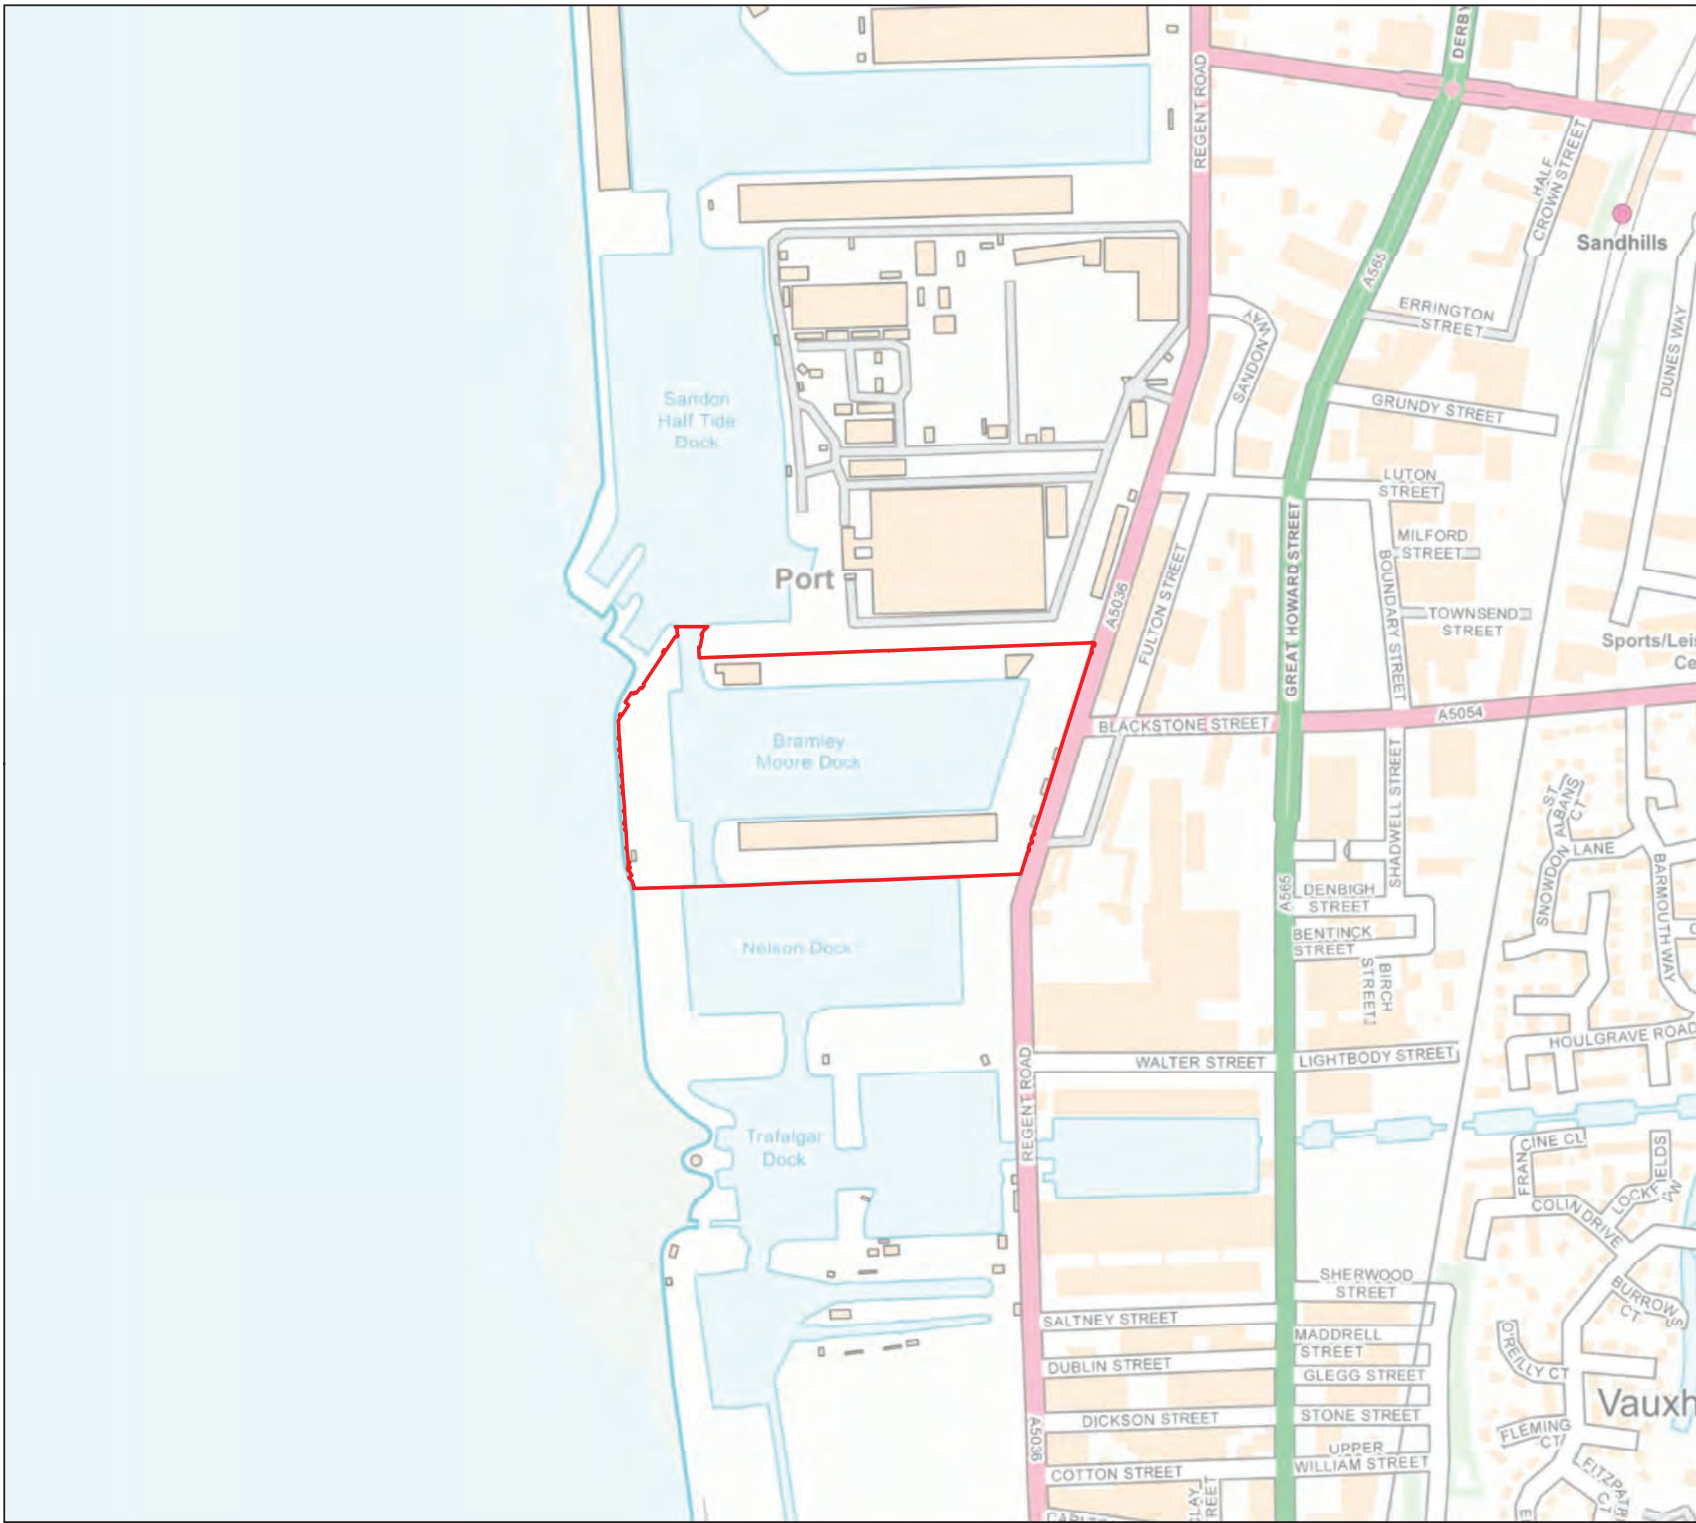 DERBY
REGENT ROAD
HALF
CROWN STREET
Sandhills
A565
ERRINGTON
STREET
SANDON WAY
DUNES WAY
Sandon
Half Tide
Dock
GRUNDY STREET
LUTON
STREET
GREAT HOWARD STREET
MILFORD
STREET
BOUNDARY STREET
Port
A5036
FULTON STREET
TOWNSEND
STREET
Sports/Leis
Ce
BLACKSTONE STREET
A5054
Bramley
Moore Dock
SHADWELL STREET
SNOWDON LANE
ST
ALBANS
CT
BARMOUTH WAY
A565
DENBIGH
STREET
BENTINCK
STREET
BIRCH
STREET
Nelson Dock
HOULGRAVE ROAD
REGENT ROAD
WALTER STREET
LIGHTBODY STREET
Trafalgar
Dock
FRANCINE CL
LOCKFIELDS
COLIN DRIVE
SHERWOOD
STREET
BURROWS
CT
SALTNEY STREET
MADDRELL
STREET
O'REILLY CT
DUBLIN STREET
GLEGG STREET
Vauxh
A5036
DICKSON STREET
STONE STREET
FLEMING
CT
UPPER
WILLIAM STREET
COTTON STREET
FITZPATRI
CT